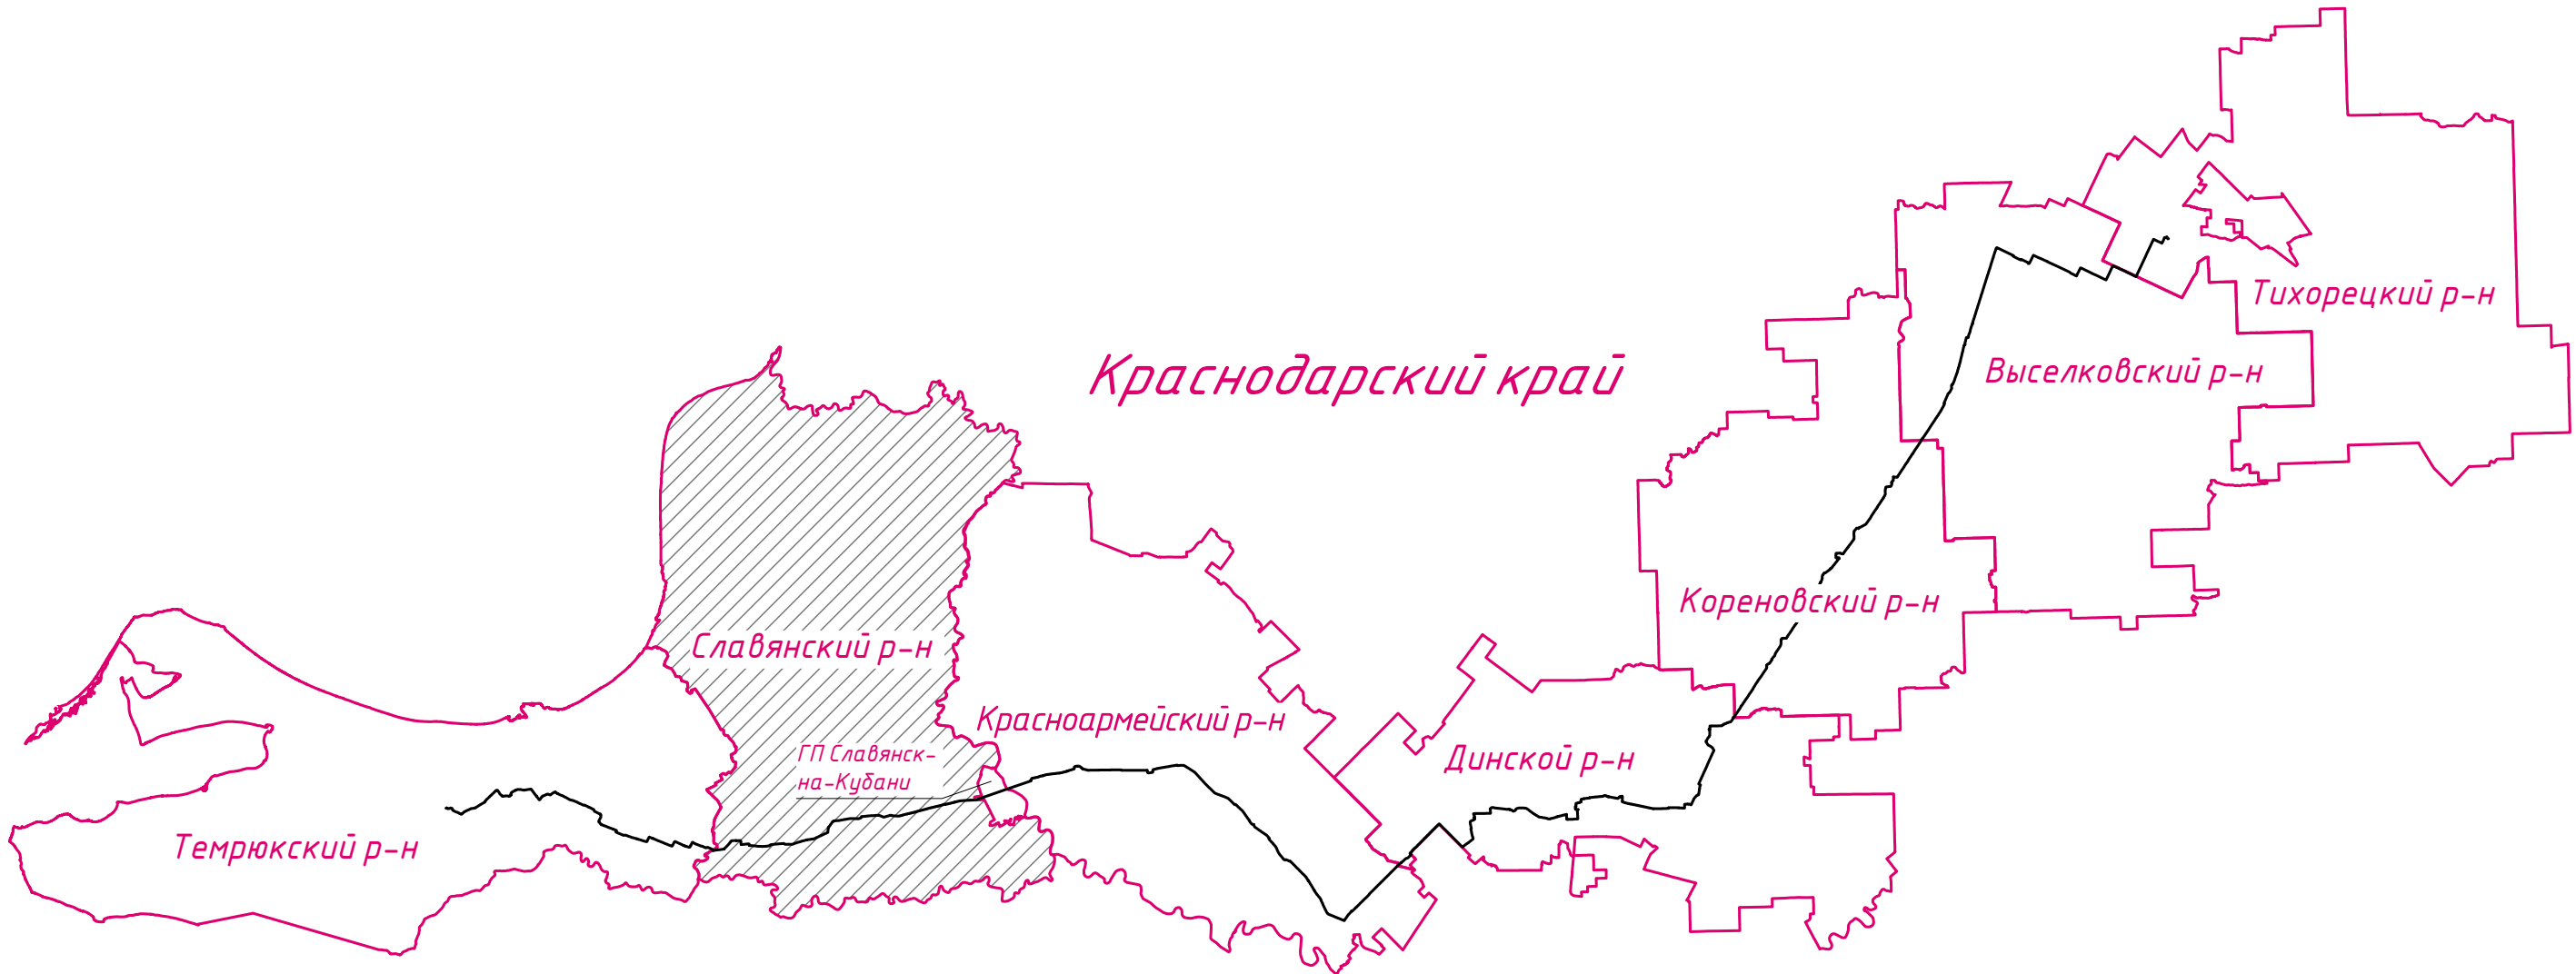 Тихорецкий р-н
Краснодарский край
Выселковский р-н
Кореновский р-н
Славянский р-н
Красноармейский р-н
ГП Славянск-
на-Кубани
Динской р-н
Темрюкский р-н